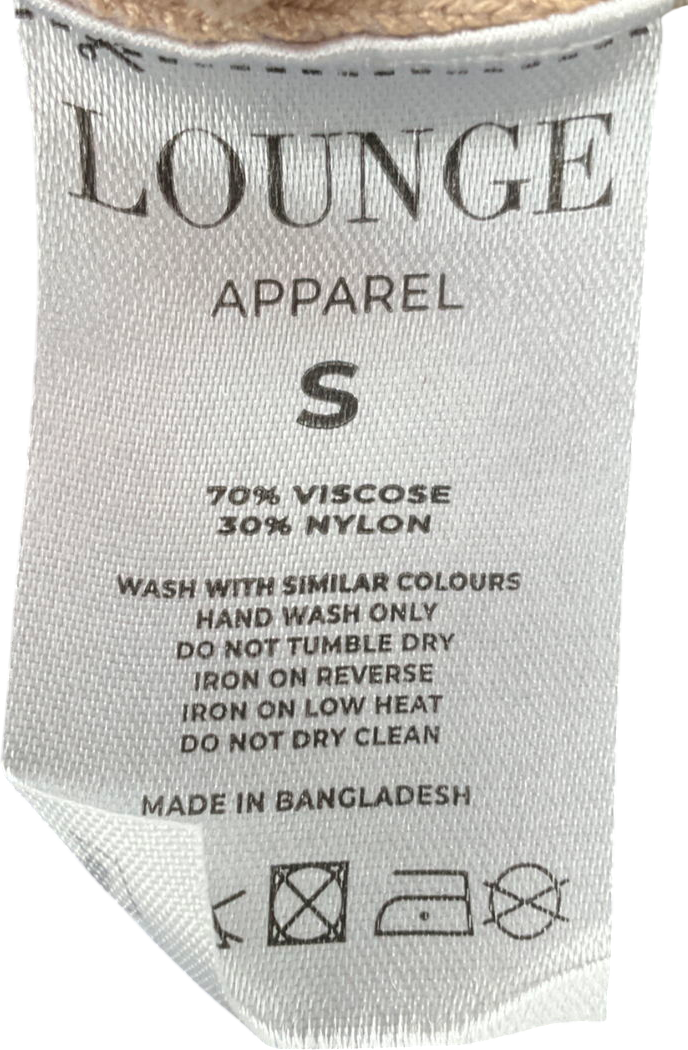 LOUNGE
APPAREL
S
70% VISCOSE
30% NYLON
WASH WITH SIMILAR COLOURS
HAND WASH ONLY
DO NOT TUMBLE DRY
IRON ON REVERSE
IRON ON LOW HEAT
DO NOT DRY CLEAN
MADE IN BANGLADESH